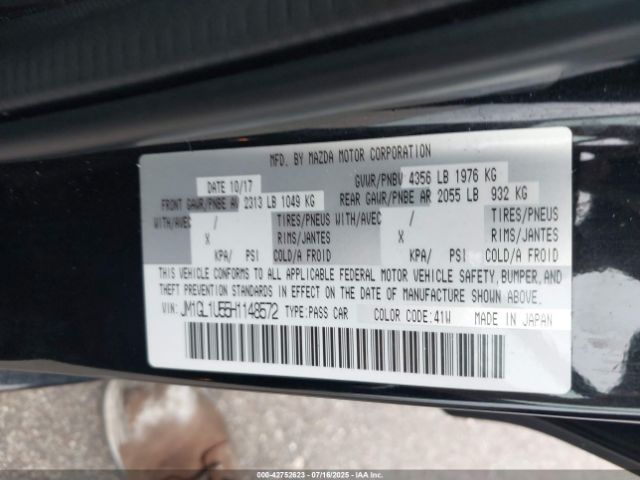 MFD. BY MAZDA MOTOR CORPORATION
DATE 10/17 GVWR/PNBV 4356 LB 1976 KG
FRONT GAWR/PNBE AV 2313 LB 1049 KG REAR GAWR/PNBE AR 2055 LB 932 KG
WITH/AVEC / TIRES/PNEUS WITH/AVEC / TIRES/PNEUS
X RIMS/JANTES X RIMS/JANTES
KPA/ PSI COLD/A FROID KPA/ PSI COLD/A FROID
THIS VEHICLE CONFORMS TO ALL APPLICABLE FEDERAL MOTOR VEHICLE SAFETY, BUMPER, AND
THEFT PREVENTION STANDARDS IN EFFECT ON THE DATE OF MANUFACTURE SHOWN ABOVE.
JM1GL1U55H1148572 TYPE:PASS CAR COLOR CODE:41W MADE IN JAPAN
000-42752623 - 07/16/2025 - IAA, Inc.